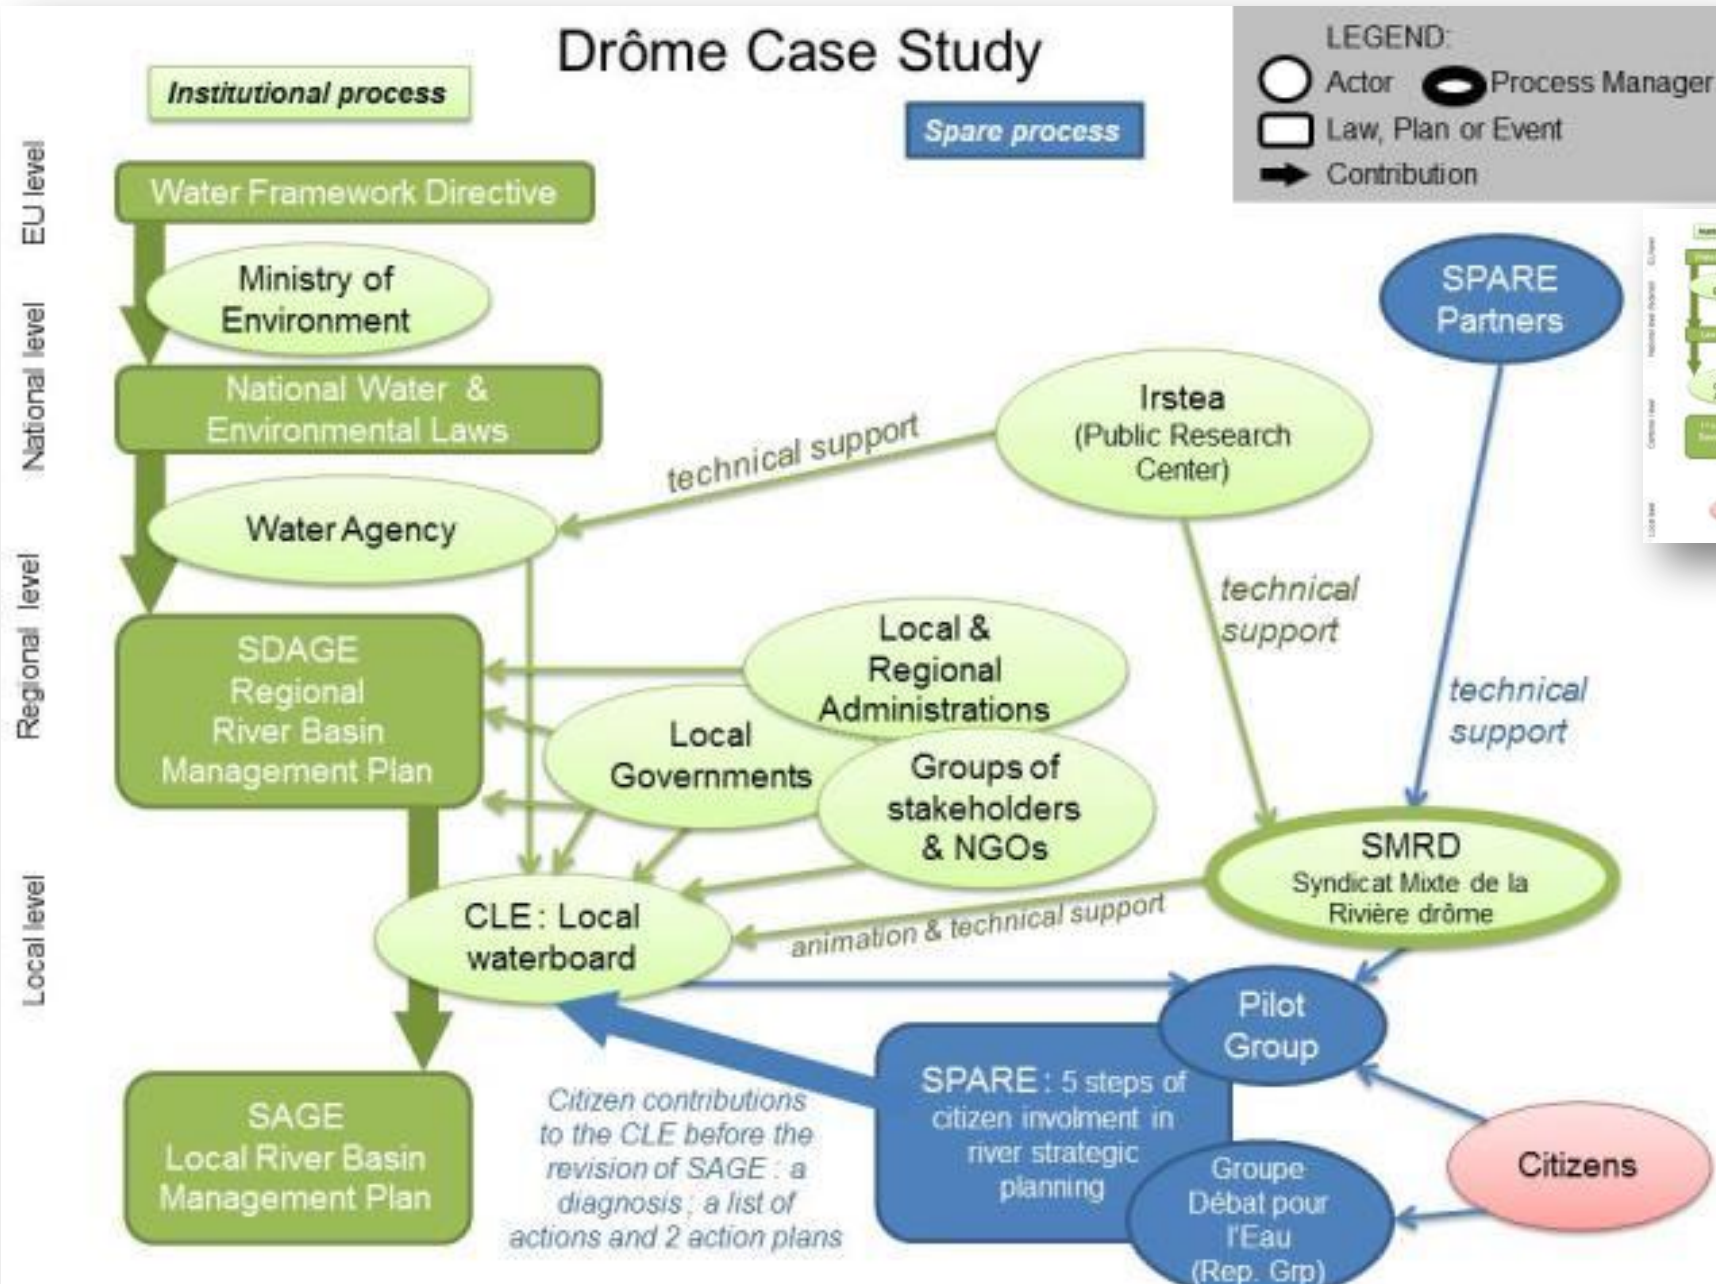 Drôme Case Study
Institutional process
Spare process
LEGEND:
Actor
Process Manager
Law, Plan or Event
Contribution
EU level
National level
Regional level
Local level
Water Framework Directive
Ministry of
Environment
National Water &
Environmental Laws
Water Agency
technical support
Irstea
(Public Research
Center)
SPARE
Partners
technical
support
technical
support
SDAGE
Regional
River Basin
Management Plan
Local &
Regional
Administrations
Local
Governments
Groups of
stakeholders
& NGOs
SMRD
Syndicat Mixte de la
Rivière drôme
CLE : Local
waterboard
animation & technical support
Pilot
Group
SPARE : 5 steps of
citizen involment in
river strategic
planning
Citizen contributions
to the CLE before the
revision of SAGE : a
diagnosis ; a list of
actions and 2 action plans
SAGE
Local River Basin
Management Plan
Groupe
Débat pour
l'Eau
(Rep. Grp)
Citizens